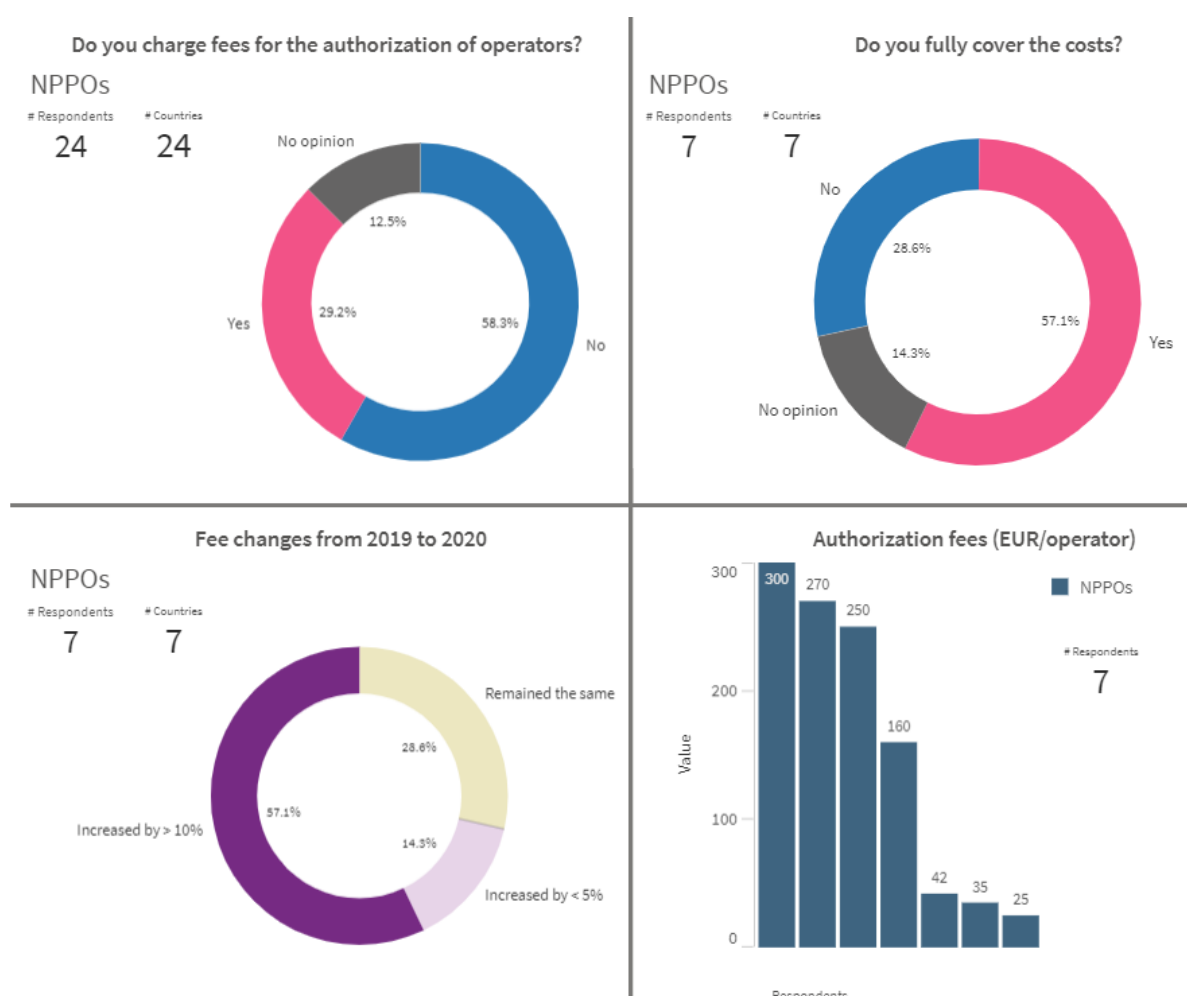 Do you charge fees for the authorization of operators?
NPPOs
# Respondents # Countries
24 24
No opinion
12.5%
29.2%
Yes
58.3%
No
Do you fully cover the costs?
NPPOs
# Respondents # Countries
7 7
No
28.6%
57.1%
Yes
14.3%
No opinion
Fee changes from 2019 to 2020
NPPOs
# Respondents # Countries
7 7
Remained the same
28.6%
57.1%
Increased by > 10%
14.3%
Increased by < 5%
Authorization fees (EUR/operator)
300
300
270
NPPOs
250
# Respondents
7
200
160
Value
100
42
35
25
0
Respondents